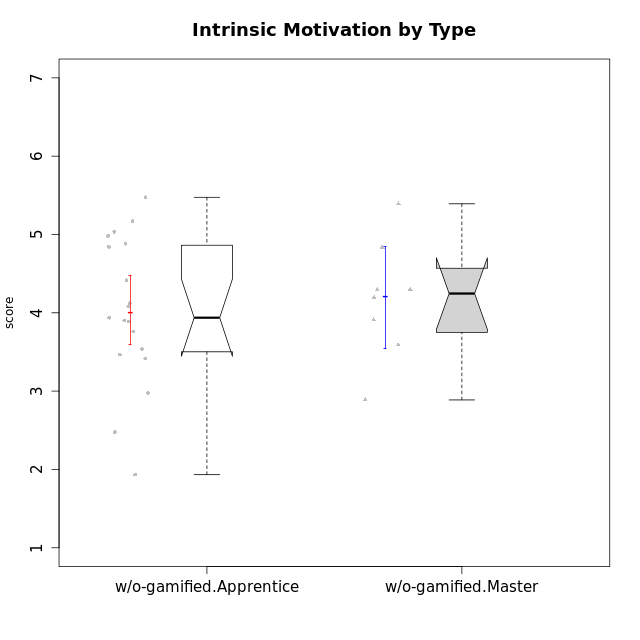 Intrinsic Motivation by Type
score
7
6
5
4
3
2
1
w/o-gamified.Apprentice
w/o-gamified.Master